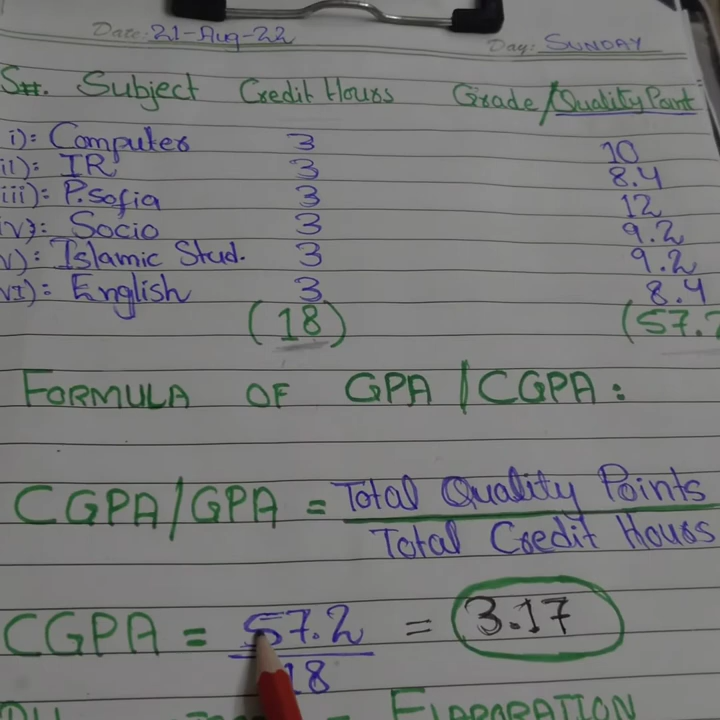 Date: 21-Aug-22 Day: SUNDAY
S#. Subject Credit Hours Grade/Quality Point
i): Computer 3 10
ii): IR 3 8.4
iii): P.sofia 3 12
iv): Socio 3 9.2
v): Islamic Stud. 3 9.2
VI): English 3 8.4
(18) (57.2
FORMULA OF GPA/CGPA:
CGPA/GPA = Total Quality Points
Total Credit Hours
CGPA = 57.2 = 3.17
18
ELABORATION